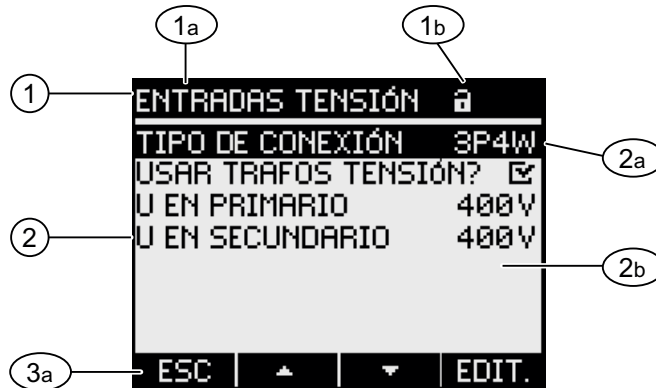 1a 1b
1 ENTRADAS TENSIÓN
TIPO DE CONEXIÓN 3P4W 2a
USAR TRAFOS TENSIÓN?
U EN PRIMARIO 400V
2 U EN SECUNDARIO 400V
2b
3a ESC EDIT.